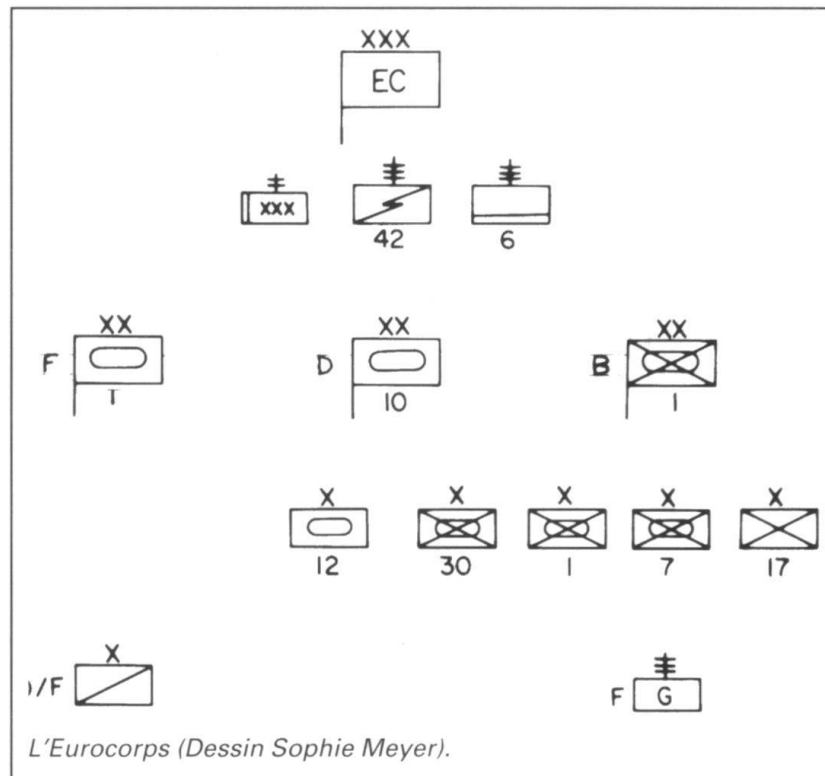 XXX
EC
XXX
42 6
XX XX XX
F D B
1 10 1
X X X X X
12 30 1 7 17
X
)/F F G
L'Eurocorps (Dessin Sophie Meyer).